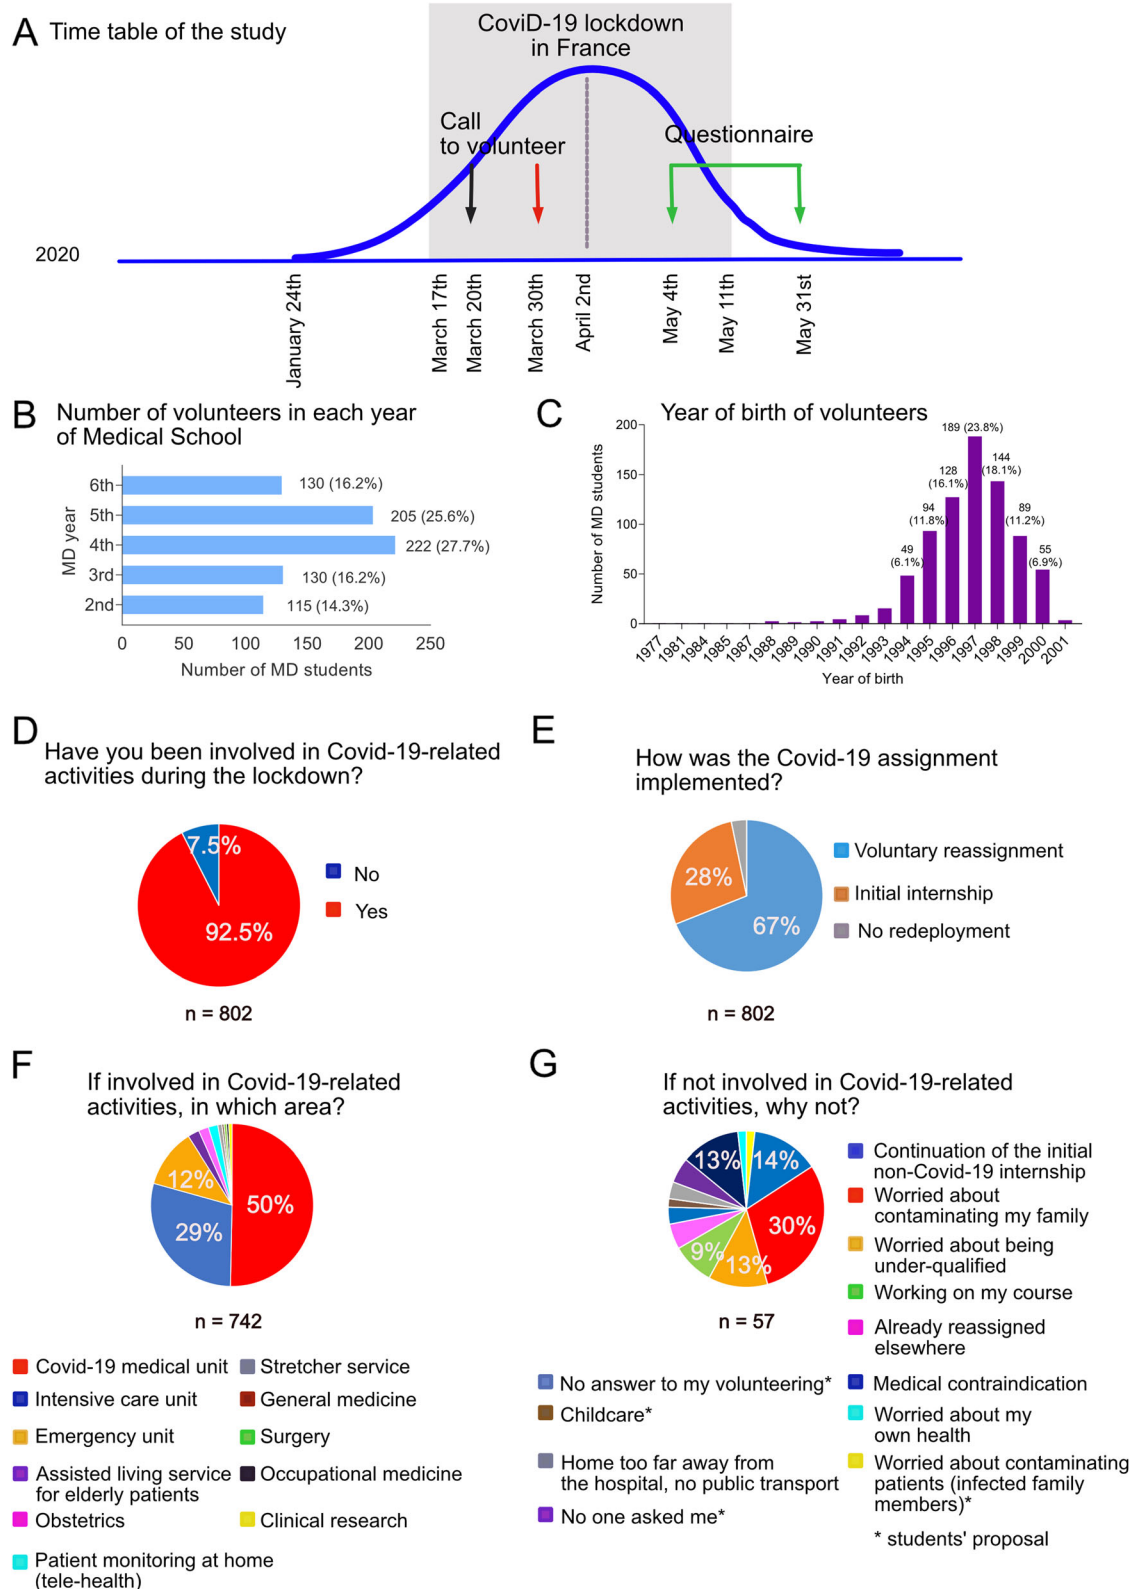 A Time table of the study
CoviD-19 lockdown
in France
Call
to volunteer
Questionnaire
2020
January 24th
March 17th
March 20th
March 30th
April 2nd
May 4th
May 11th
May 31st
B Number of volunteers in each year
of Medical School
MD year
6th
130 (16.2%)
5th
205 (25.6%)
4th
222 (27.7%)
3rd
130 (16.2%)
2nd
115 (14.3%)
0 50 100 150 200 250
Number of MD students
C Year of birth of volunteers
Number of MD students
200
150
100
50
0
49
(6.1%)
94
(11.8%)
128
(16.1%)
189 (23.8%)
144
(18.1%)
89
(11.2%)
55
(6.9%)
1977 1981 1984 1985 1987 1988 1989 1990 1991 1992 1993 1994 1995 1996 1997 1998 1999 2000 2001
Year of birth
D Have you been involved in Covid-19-related
activities during the lockdown?
7.5%
92.5%
No
Yes
n = 802
E
How was the Covid-19 assignment
implemented?
28%
67%
Voluntary reassignment
Initial internship
No redeployment
n = 802
F
If involved in Covid-19-related
activities, in which area?
12%
50%
29%
n = 742
Covid-19 medical unit
Intensive care unit
Emergency unit
Assisted living service
for elderly patients
Obstetrics
Patient monitoring at home
(tele-health)
Stretcher service
General medicine
Surgery
Occupational medicine
Clinical research
G
If not involved in Covid-19-related
activities, why not?
13%
14%
30%
9%
13%
n = 57
Continuation of the initial
non-Covid-19 internship
Worried about
contaminating my family
Worried about being
under-qualified
Working on my course
Already reassigned
elsewhere
No answer to my volunteering*
Childcare*
Home too far away from
the hospital, no public transport
No one asked me*
Medical contraindication
Worried about my
own health
Worried about contaminating
patients (infected family
members)*
* students' proposal